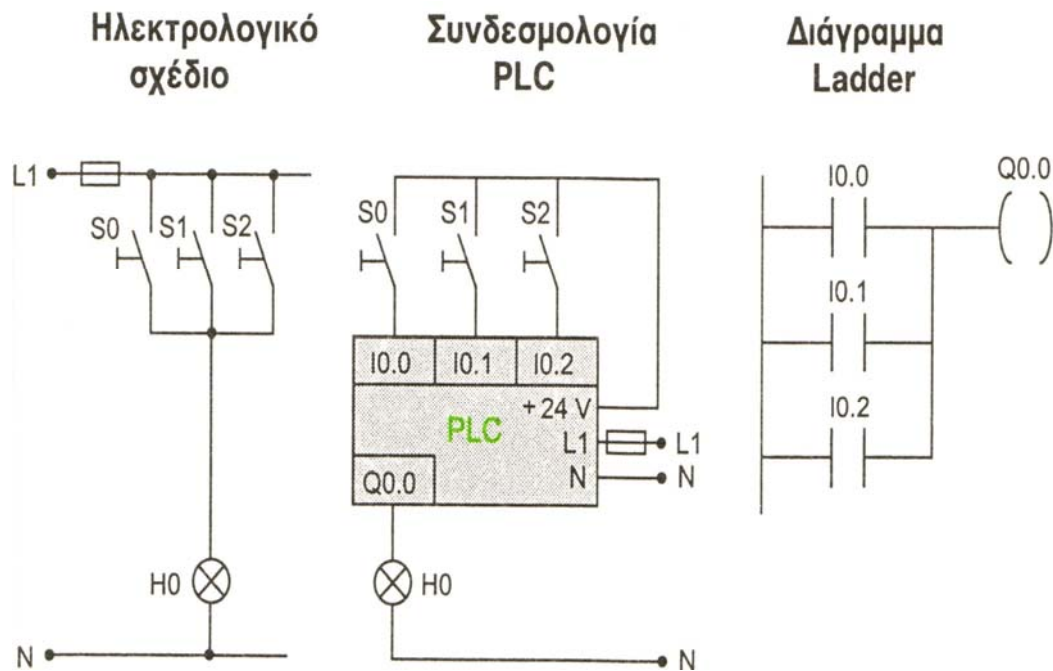 Ηλεκτρολογικό
σχέδιο
Συνδεσμολογία
PLC
Διάγραμμα
Ladder
L1
S0 S1 S2
H0
N
S0 S1 S2
I0.0 I0.1 I0.2
+24 V
PLC
L1 L1
N N
Q0.0
H0
N
I0.0 Q0.0
I0.1
I0.2